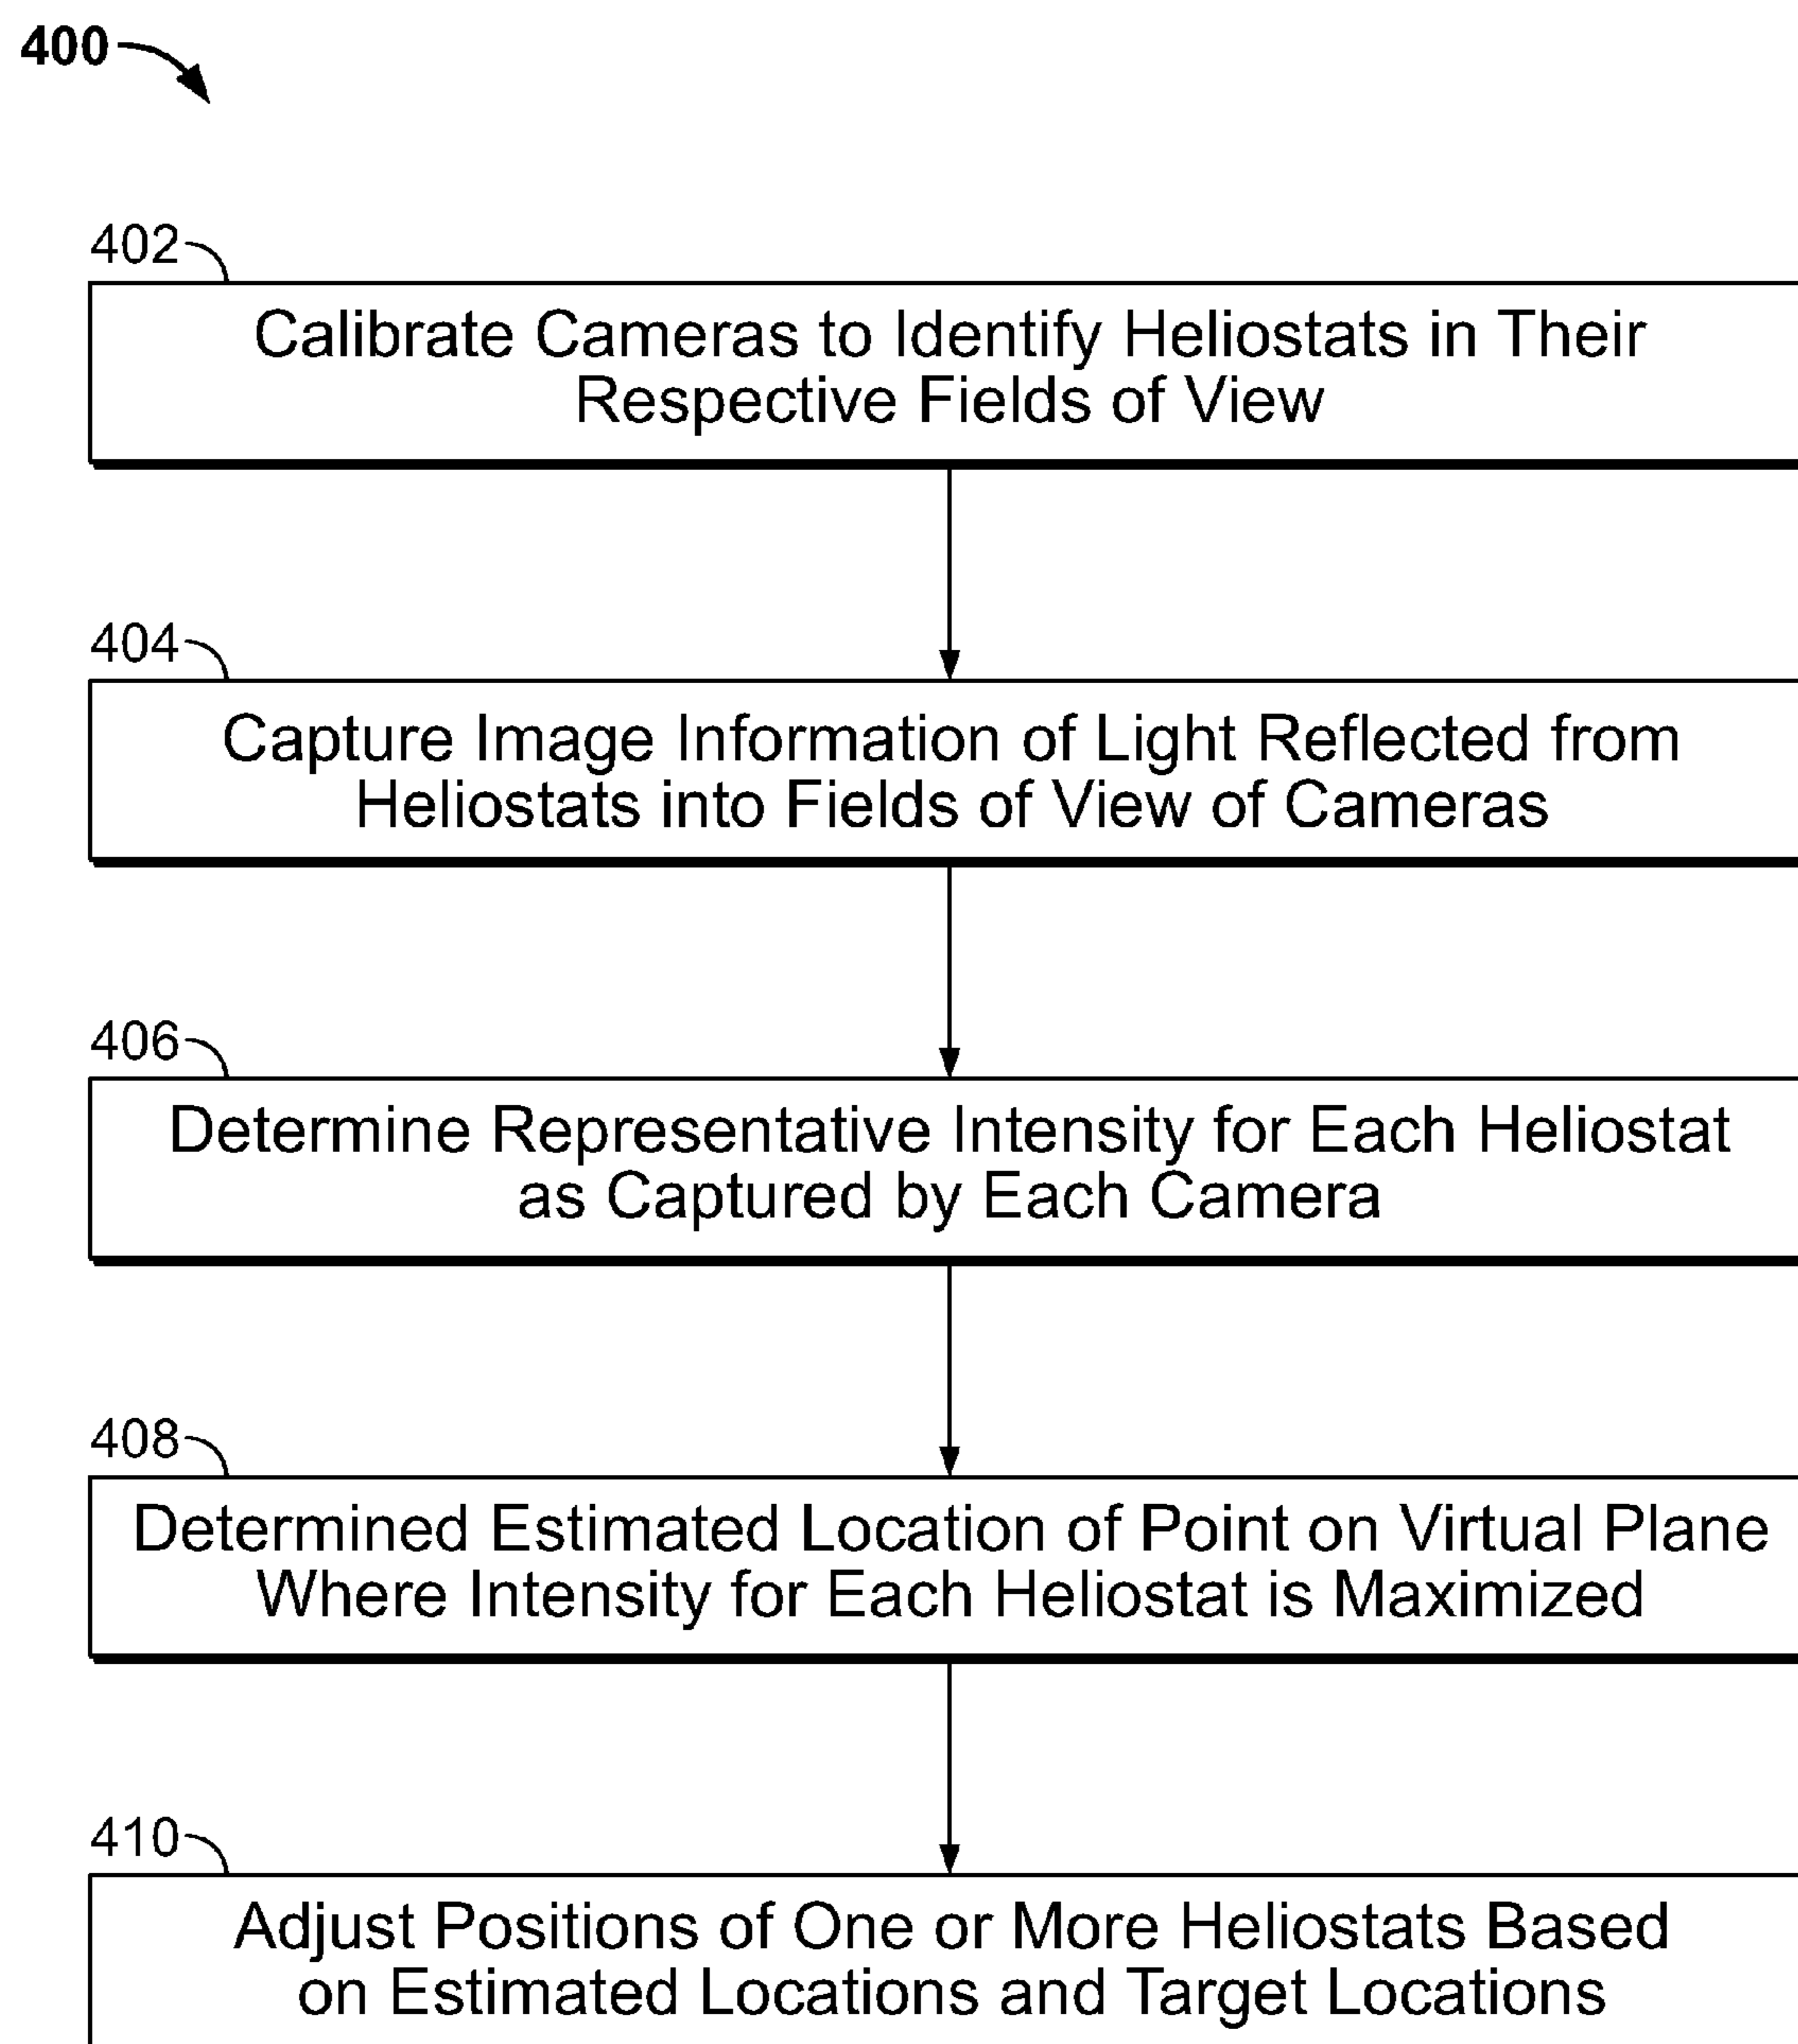 400
402
Calibrate Cameras to Identify Heliostats in Their
Respective Fields of View
404
Capture Image Information of Light Reflected from
Heliostats into Fields of View of Cameras
406
Determine Representative Intensity for Each Heliostat
as Captured by Each Camera
408
Determined Estimated Location of Point on Virtual Plane
Where Intensity for Each Heliostat is Maximized
410
Adjust Positions of One or More Heliostats Based
on Estimated Locations and Target Locations